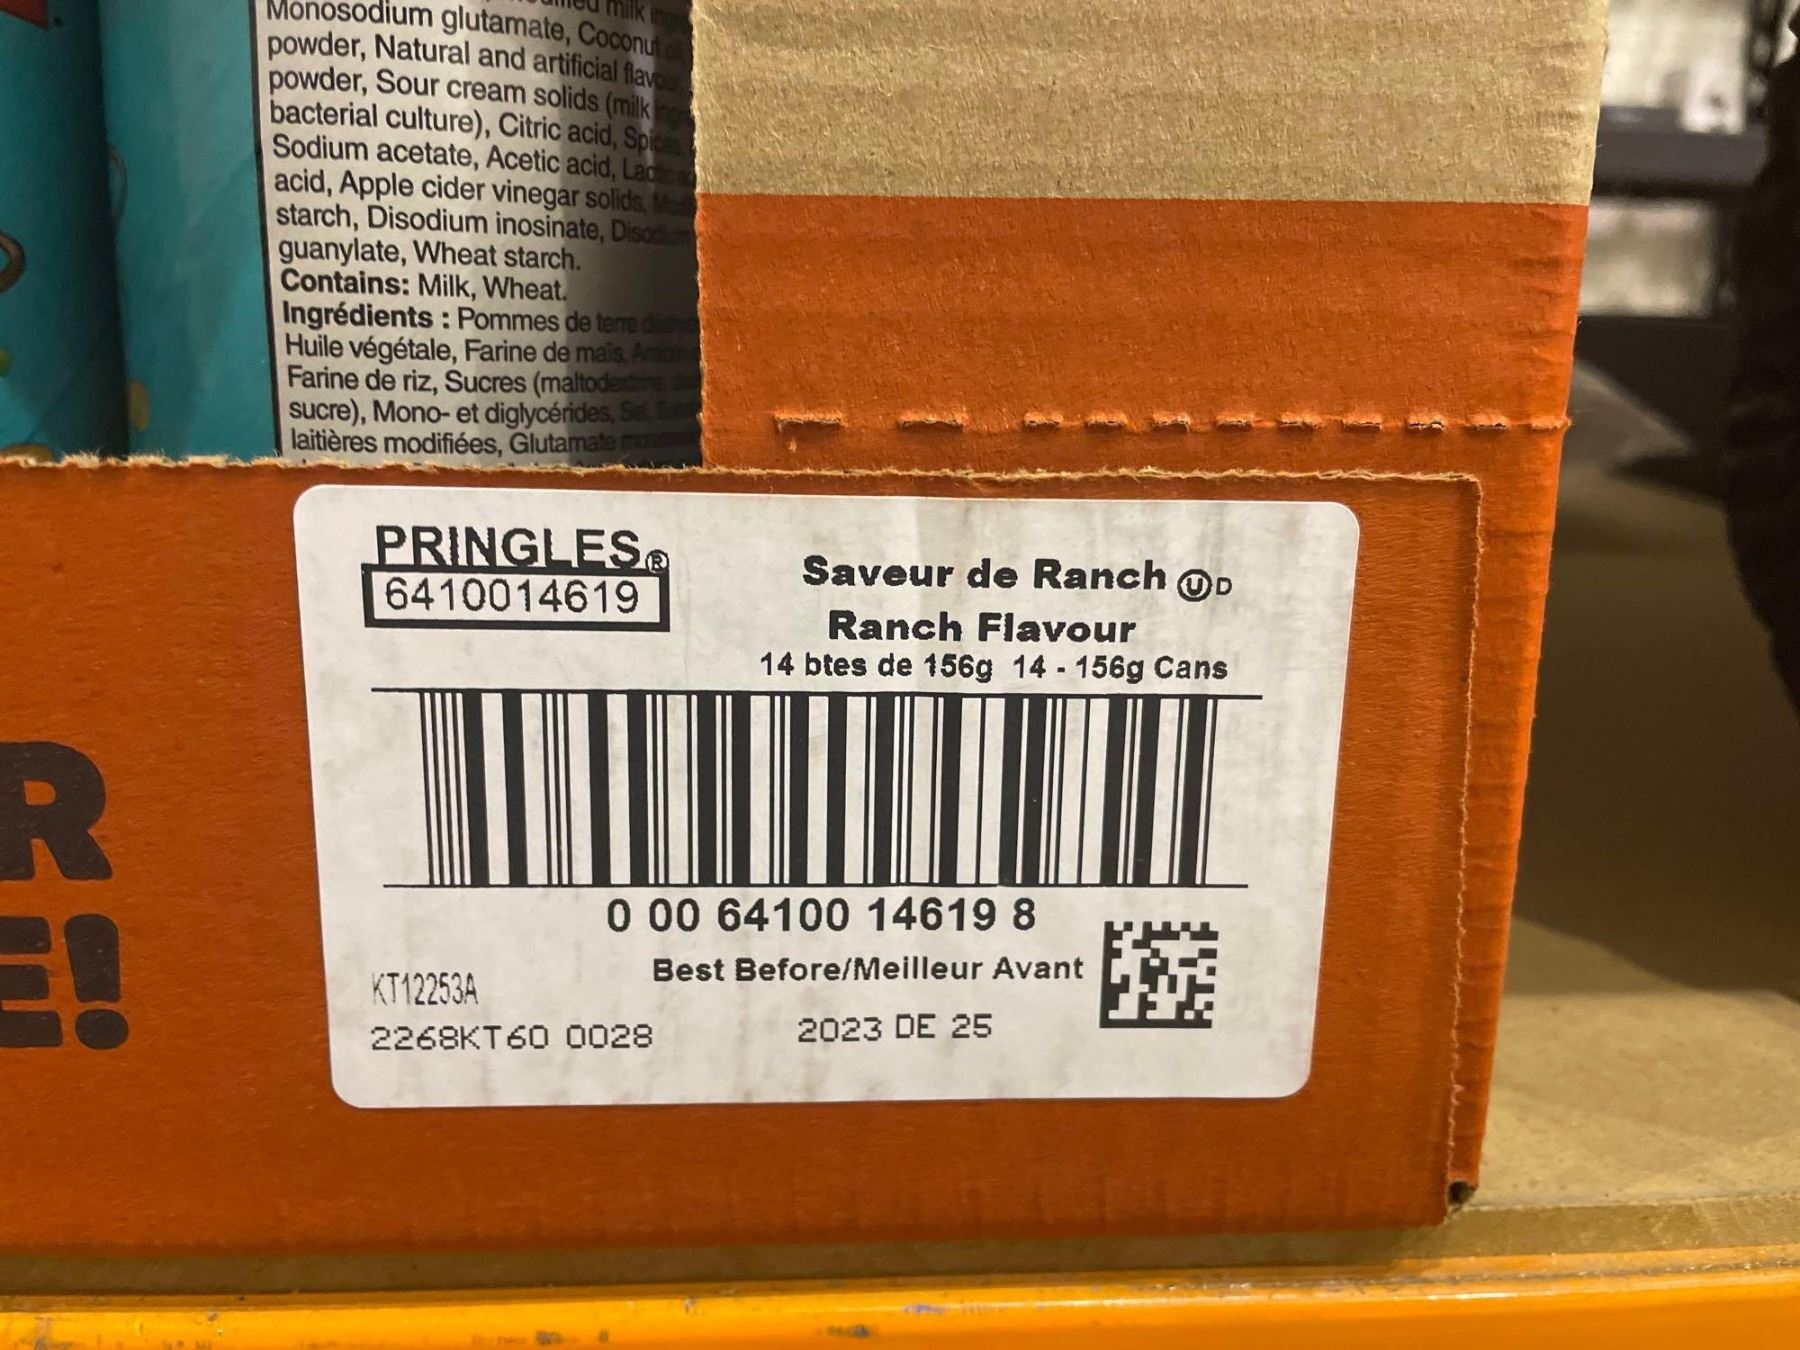 milk
Monosodium glutamate, Coconut
powder, Natural and artificial
powder, Sour cream solids (milk
bacterial culture), Citric acid, Spices
Sodium acetate, Acetic acid,
acid, Apple cider vinegar solids,
starch, Disodium inosinate, Disodium
guanylate, Wheat starch.
Contains: Milk, Wheat.
Ingrédients : Pommes de terre
Huile végétale, Farine de maïs,
Farine de riz, Sucres (maltodextrine,
sucre), Mono- et diglycérides, Sel,
laitières modifiées, Glutamate
R
E!
PRINGLES®
6410014619
Saveur de Ranch ⓊD
Ranch Flavour
14 btes de 156g 14 - 156g Cans
0 00 64100 14619 8
Best Before/Meilleur Avant
KT12253A
2268KT60 0028
2023 DE 25